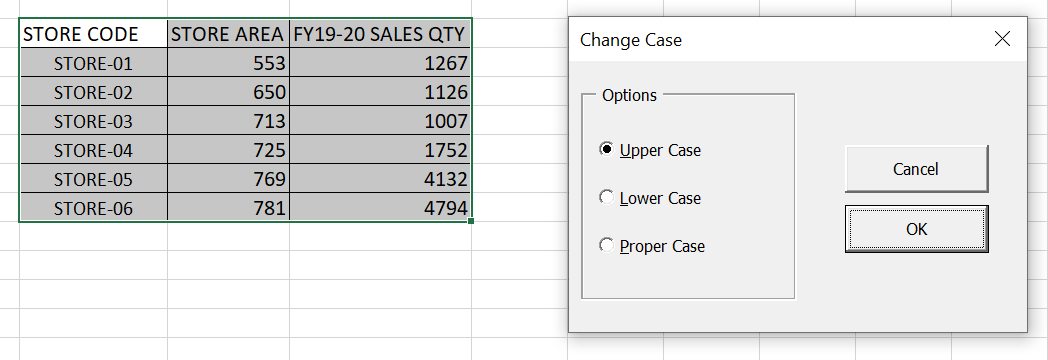 STORE CODE STORE AREA FY19-20 SALES QTY
STORE-01 553 1267
STORE-02 650 1126
STORE-03 713 1007
STORE-04 725 1752
STORE-05 769 4132
STORE-06 781 4794
Change Case
Options
Upper Case
Lower Case
Proper Case
Cancel
OK